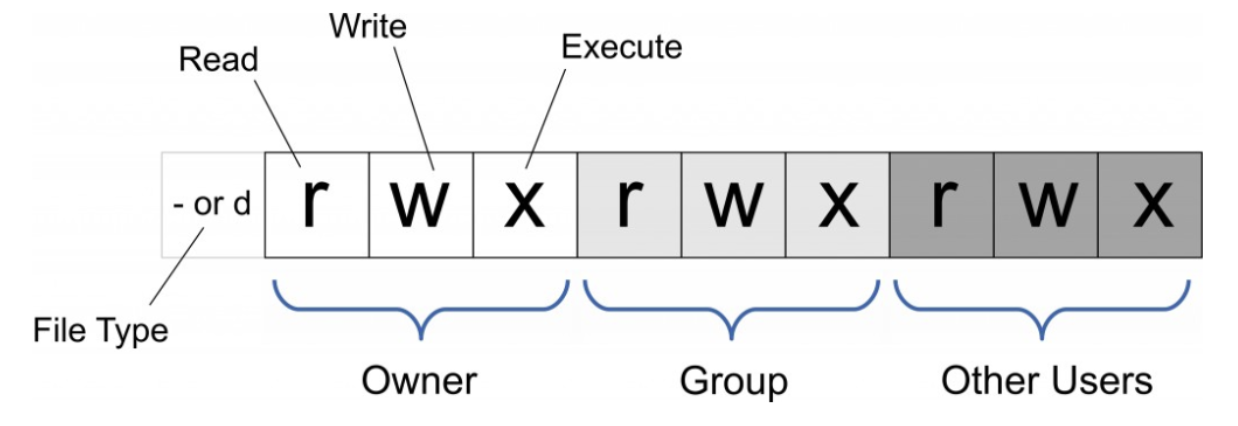 Write
Read
Execute
- or d r w x r w x r w x
File Type
Owner Group Other Users